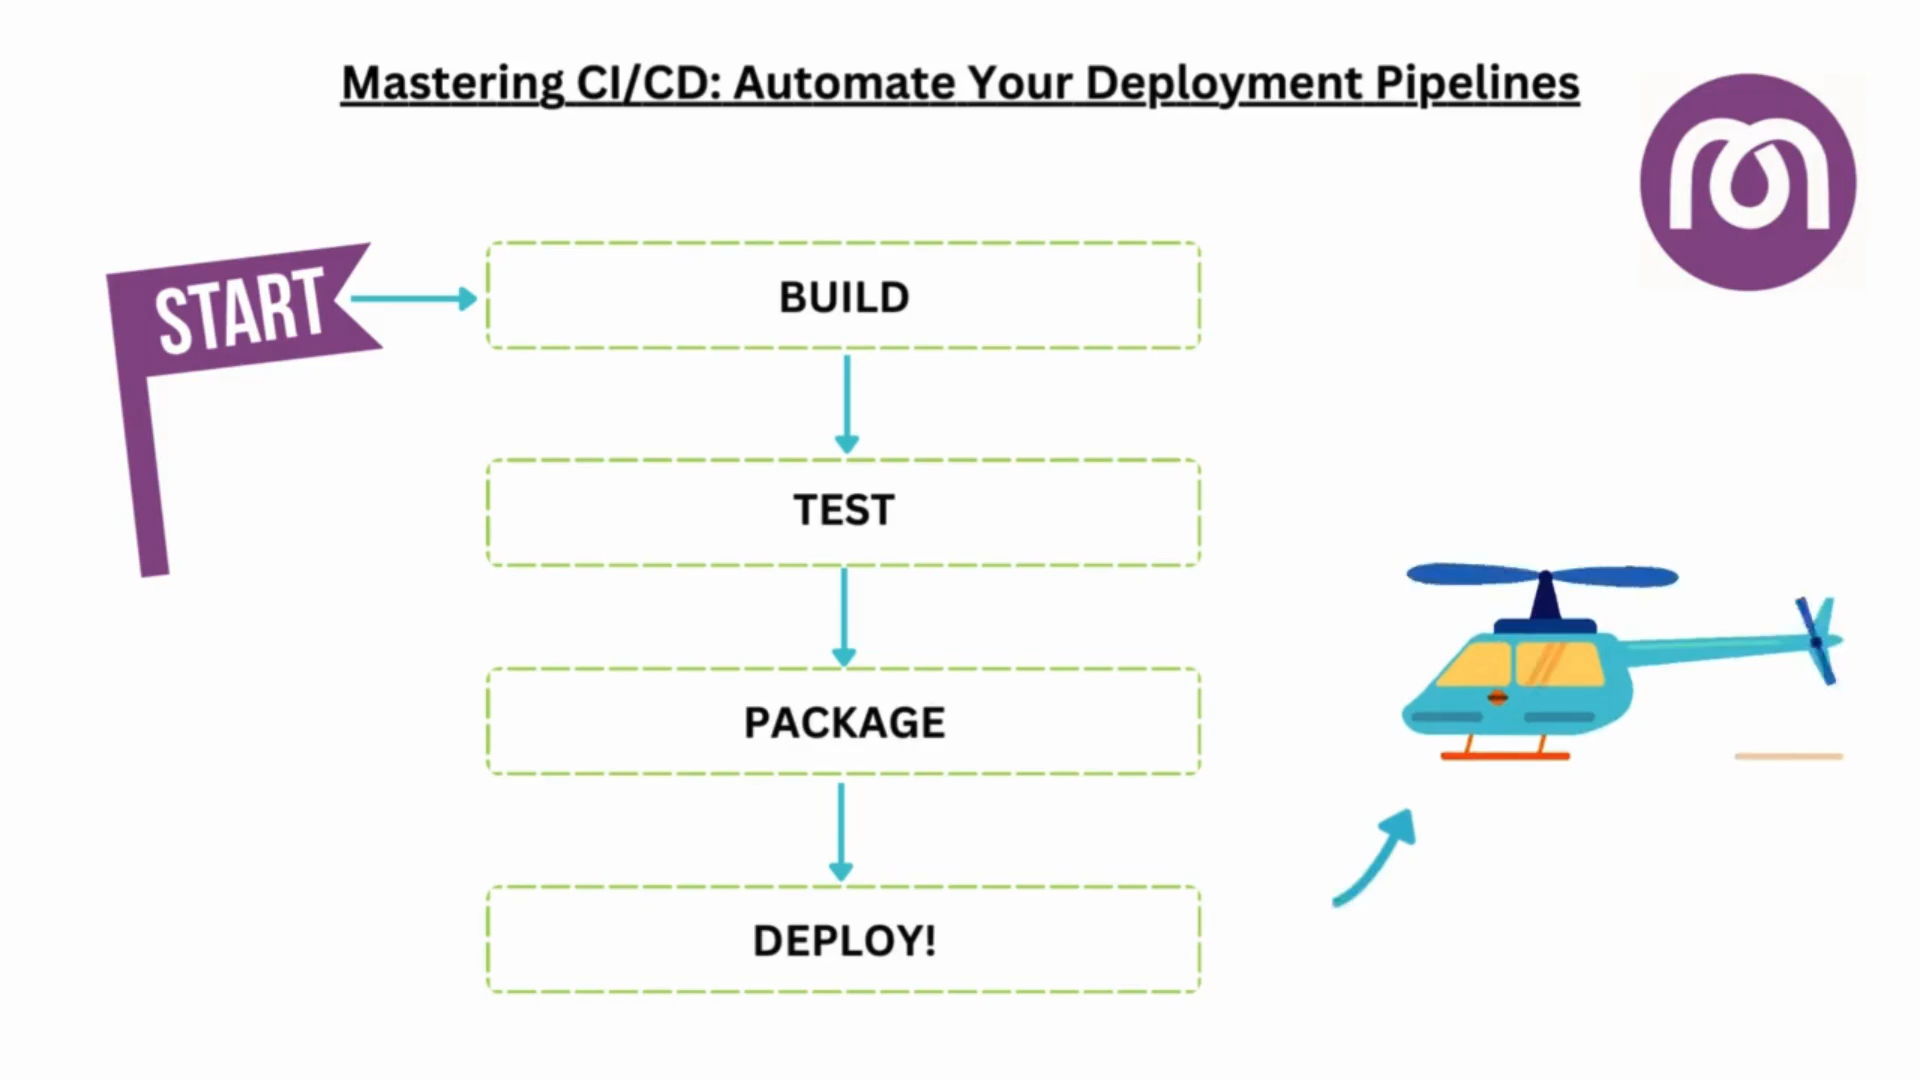 Mastering CI/CD: Automate Your Deployment Pipelines
START
BUILD
TEST
PACKAGE
DEPLOY!